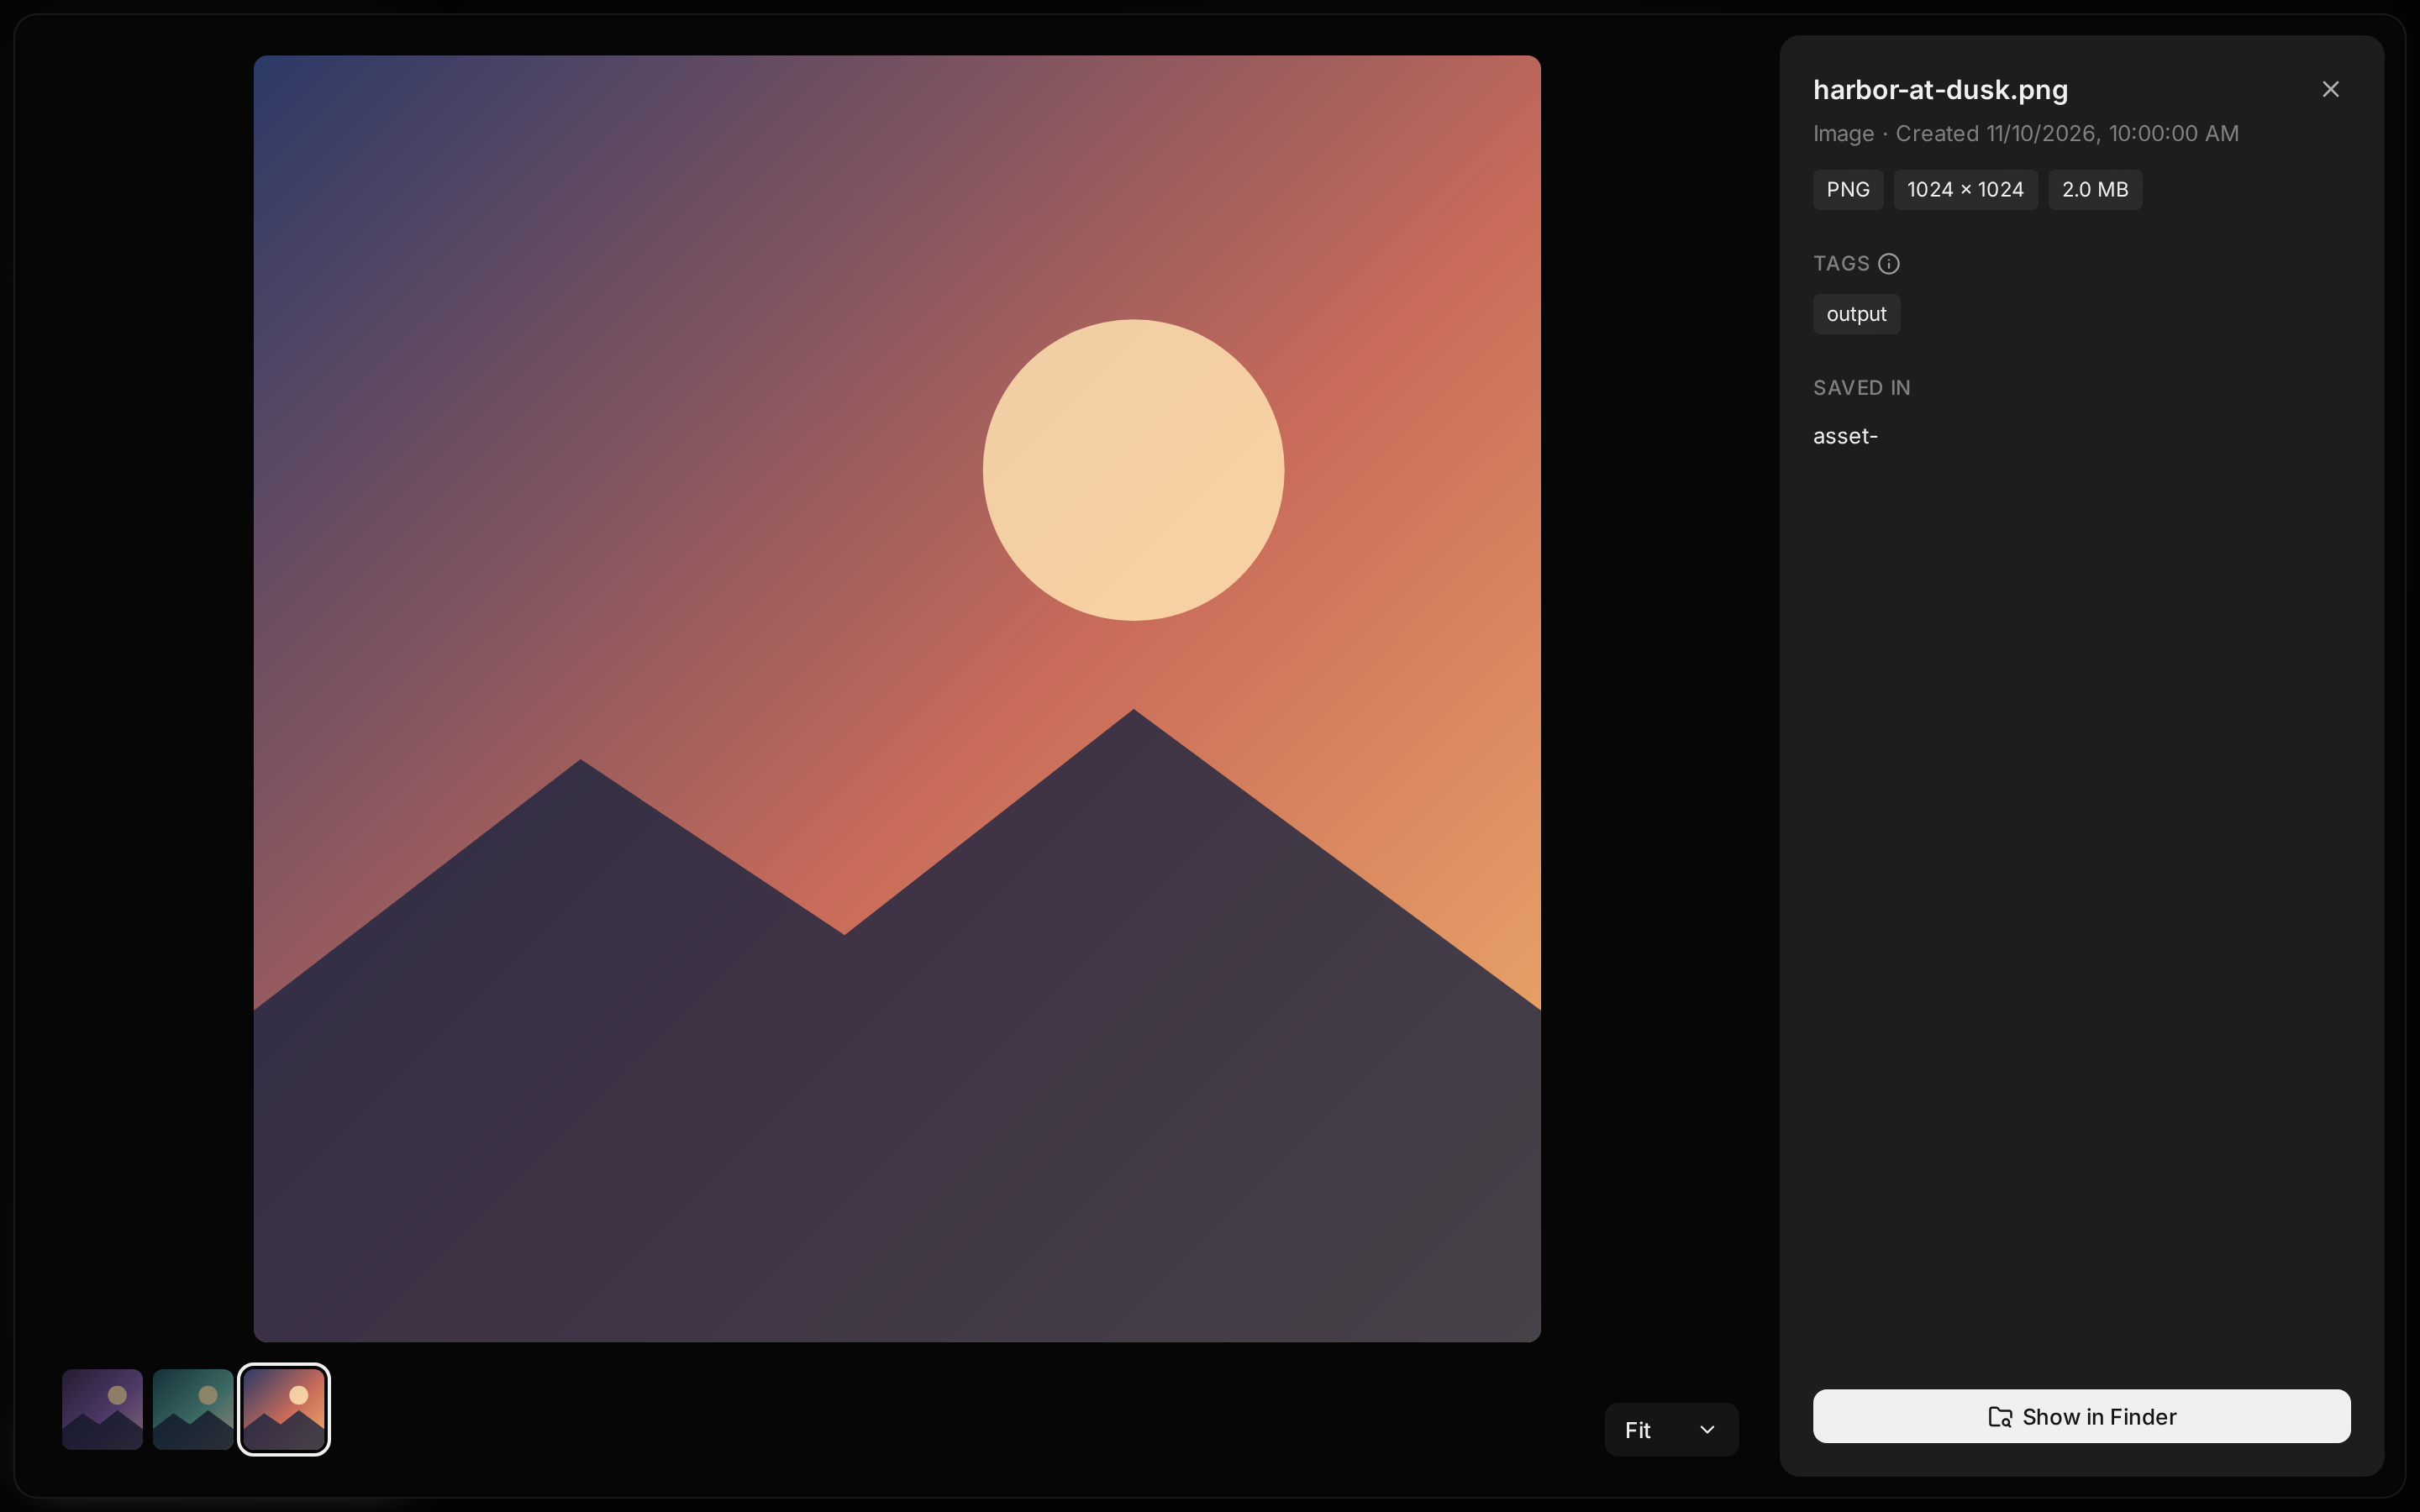 harbor-at-dusk.png
Image · Created 11/10/2026, 10:00:00 AM
PNG 1024 × 1024 2.0 MB
TAGS
output
SAVED IN
asset-
Fit
Show in Finder